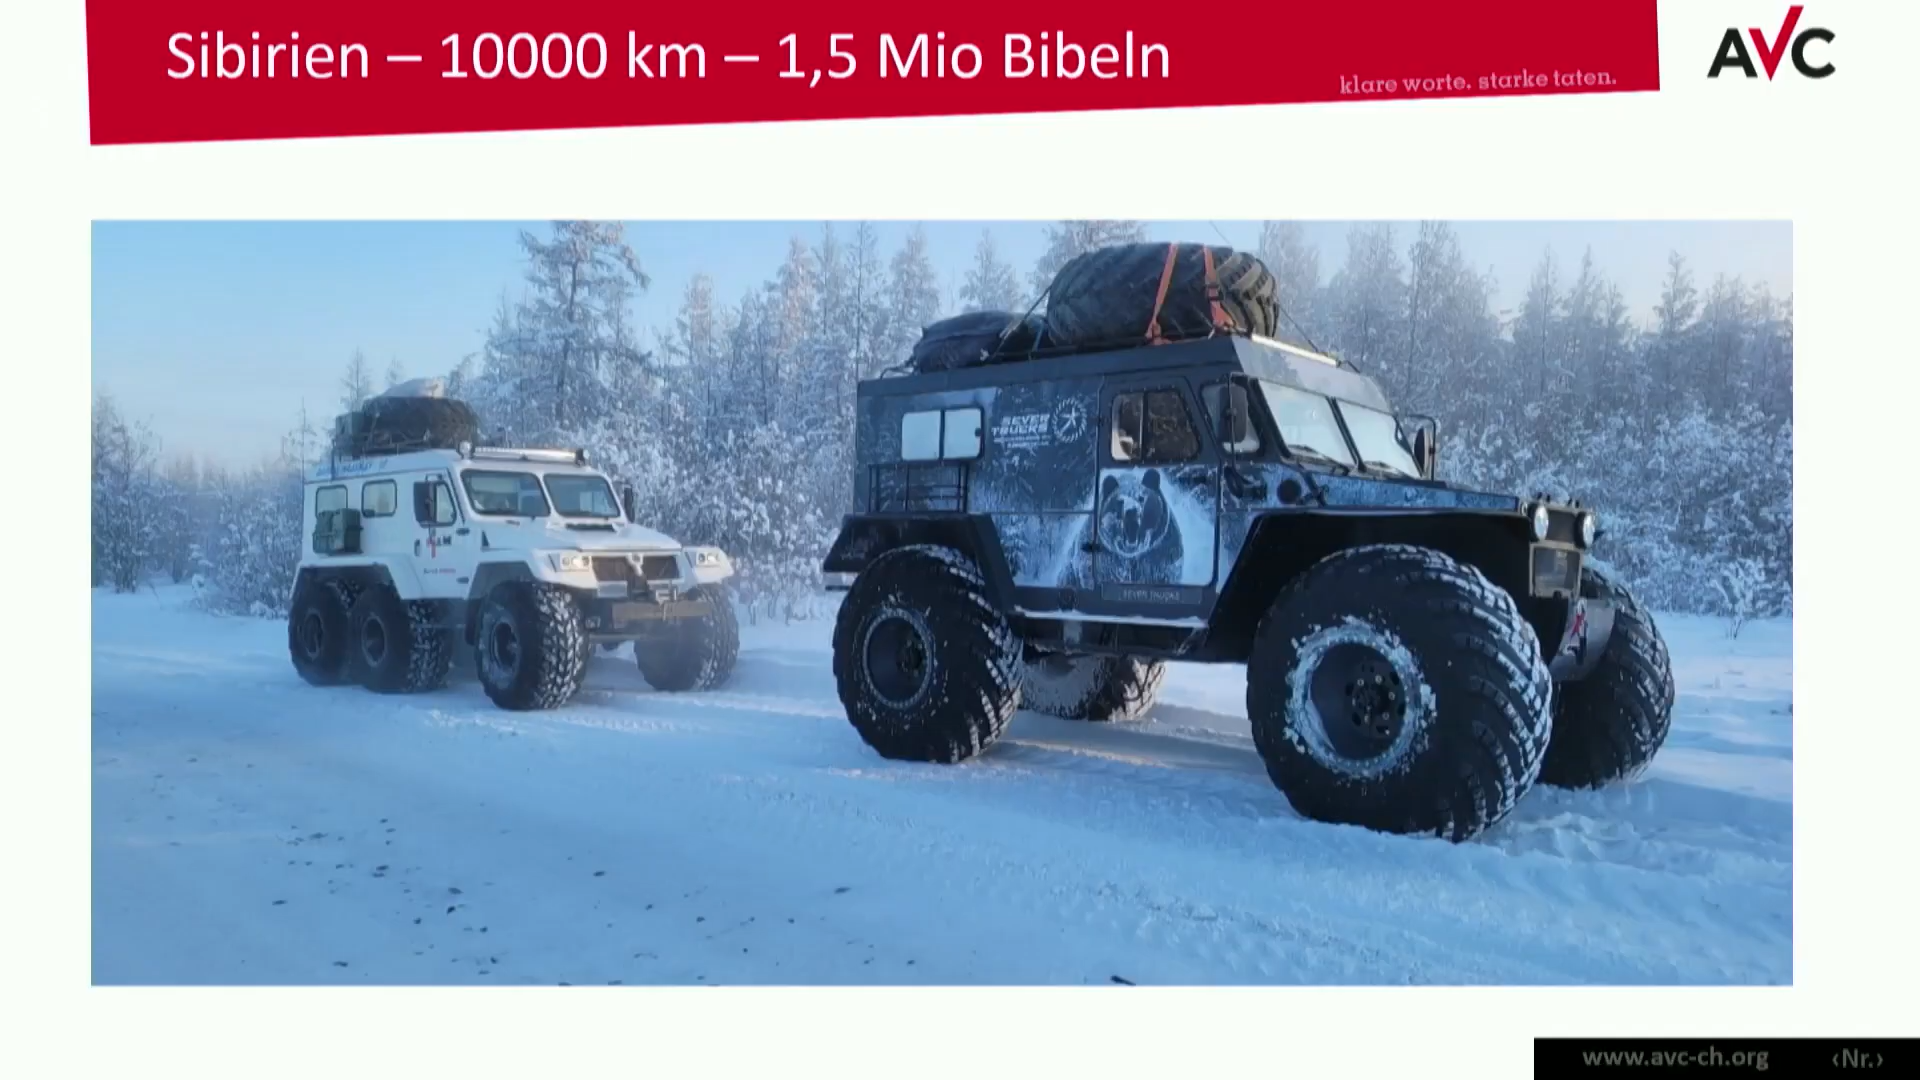 Sibirien – 10000 km – 1,5 Mio Bibeln
klare worte. starke taten.
AVC
SEVER
TRUCKS
SEVER TRUCKS
www.avc-ch.org
‹Nr.›